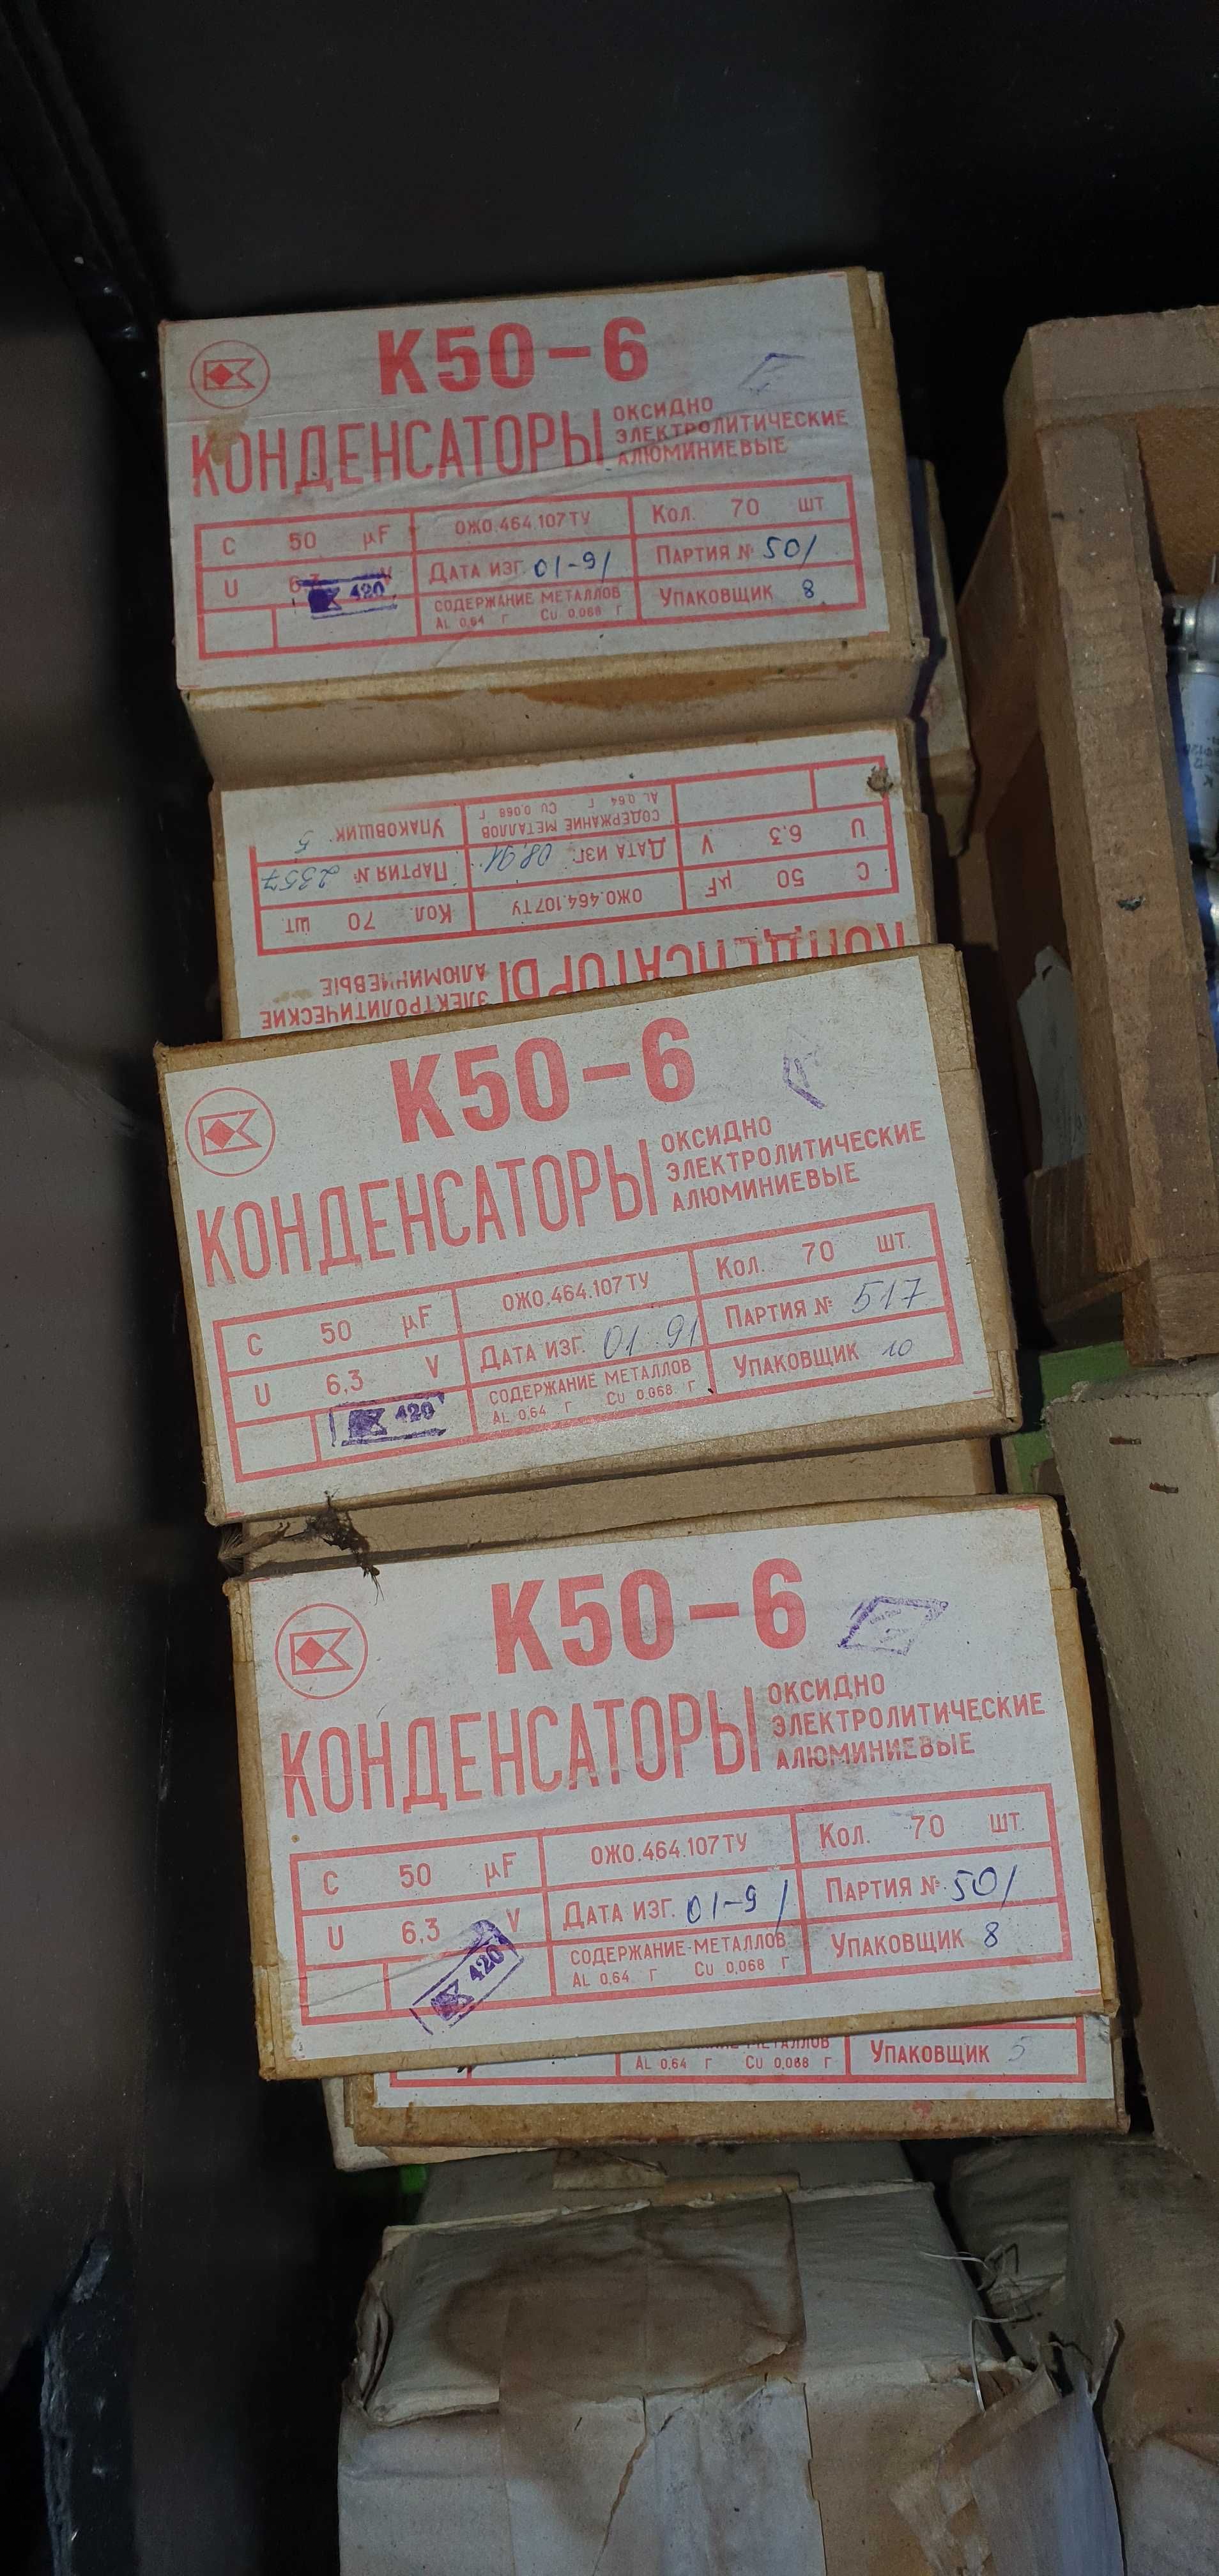 К50-6
КОНДЕНСАТОРЫ
ОКСИДНО
ЭЛЕКТРОЛИТИЧЕСКИЕ
АЛЮМИНИЕВЫЕ
C 50 µF
ОЖО.464.107ТУ
Кол. 70 шт
U 6,3 V
ДАТА ИЗГ. 01-91
ПАРТИЯ № 501
420
СОДЕРЖАНИЕ МЕТАЛЛОВ
AL 0,64 Г CU 0,068 Г
УПАКОВЩИК 8
КОНДЕНСАТОРЫ
ЭЛЕКТРОЛИТИЧЕСКИЕ
АЛЮМИНИЕВЫЕ
C 50 µF
ОЖО.464.107ТУ
Кол. 70 шт.
U 6.3 V
ДАТА ИЗГ. 08.91
ПАРТИЯ № 2357
СОДЕРЖАНИЕ МЕТАЛЛОВ
AL 0,64 Г CU 0,068 Г
УПАКОВЩИК 5
К50-6
КОНДЕНСАТОРЫ
ОКСИДНО
ЭЛЕКТРОЛИТИЧЕСКИЕ
АЛЮМИНИЕВЫЕ
C 50 µF
ОЖО.464.107ТУ
Кол. 70 шт.
U 6,3 V
ДАТА ИЗГ. 01.91
ПАРТИЯ № 517
420
СОДЕРЖАНИЕ МЕТАЛЛОВ
AL 0,64 Г CU 0,068 Г
УПАКОВЩИК 10
К50-6
КОНДЕНСАТОРЫ
ОКСИДНО
ЭЛЕКТРОЛИТИЧЕСКИЕ
АЛЮМИНИЕВЫЕ
C 50 µF
ОЖО.464.107ТУ
Кол. 70 шт.
U 6,3 V
ДАТА ИЗГ. 01-91
ПАРТИЯ № 501
420
СОДЕРЖАНИЕ МЕТАЛЛОВ
AL 0,64 Г CU 0,068 Г
УПАКОВЩИК 8
МЕТАЛЛОВ
AL 0,64 Г CU 0,068 Г
УПАКОВЩИК 5